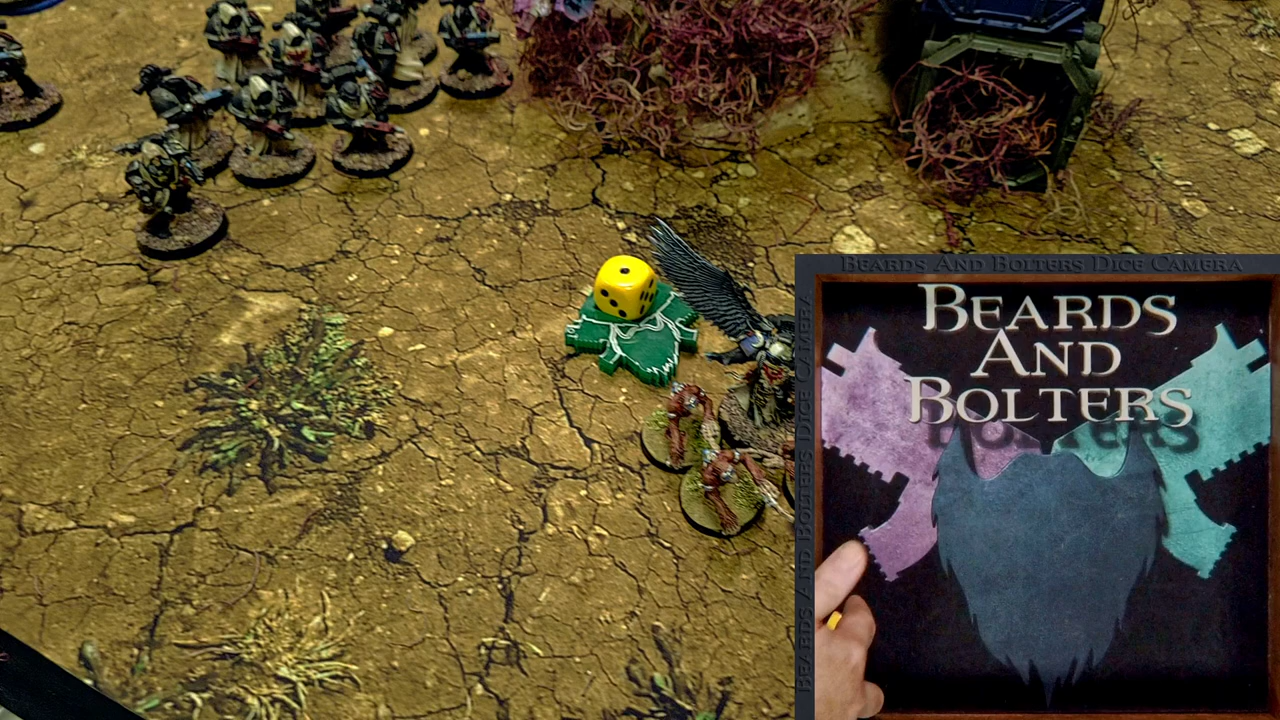 Beards And Bolters Dice Camera
Beards And Bolters Dice Camera
BEARDS
AND
BOLTERS